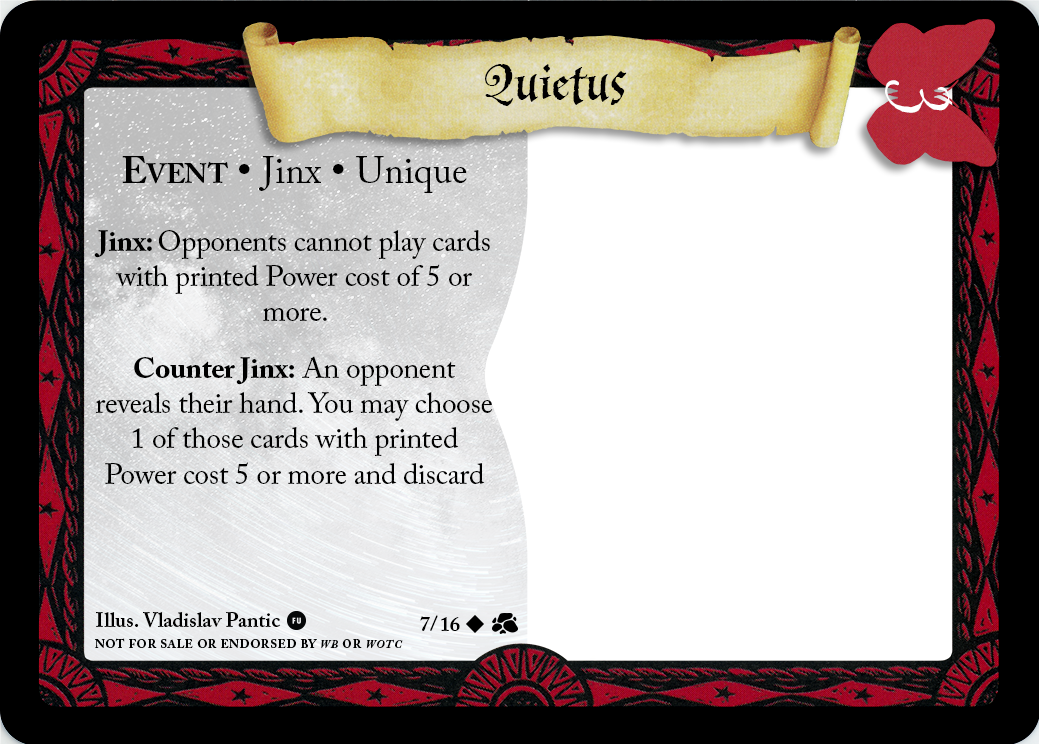 Quietus
EVENT • Jinx • Unique
Jinx: Opponents cannot play cards
with printed Power cost of 5 or
more.
Counter Jinx: An opponent
reveals their hand. You may choose
1 of those cards with printed
Power cost 5 or more and discard
Illus. Vladislav Pantic FU
7/16
NOT FOR SALE OR ENDORSED BY WB OR WOTC